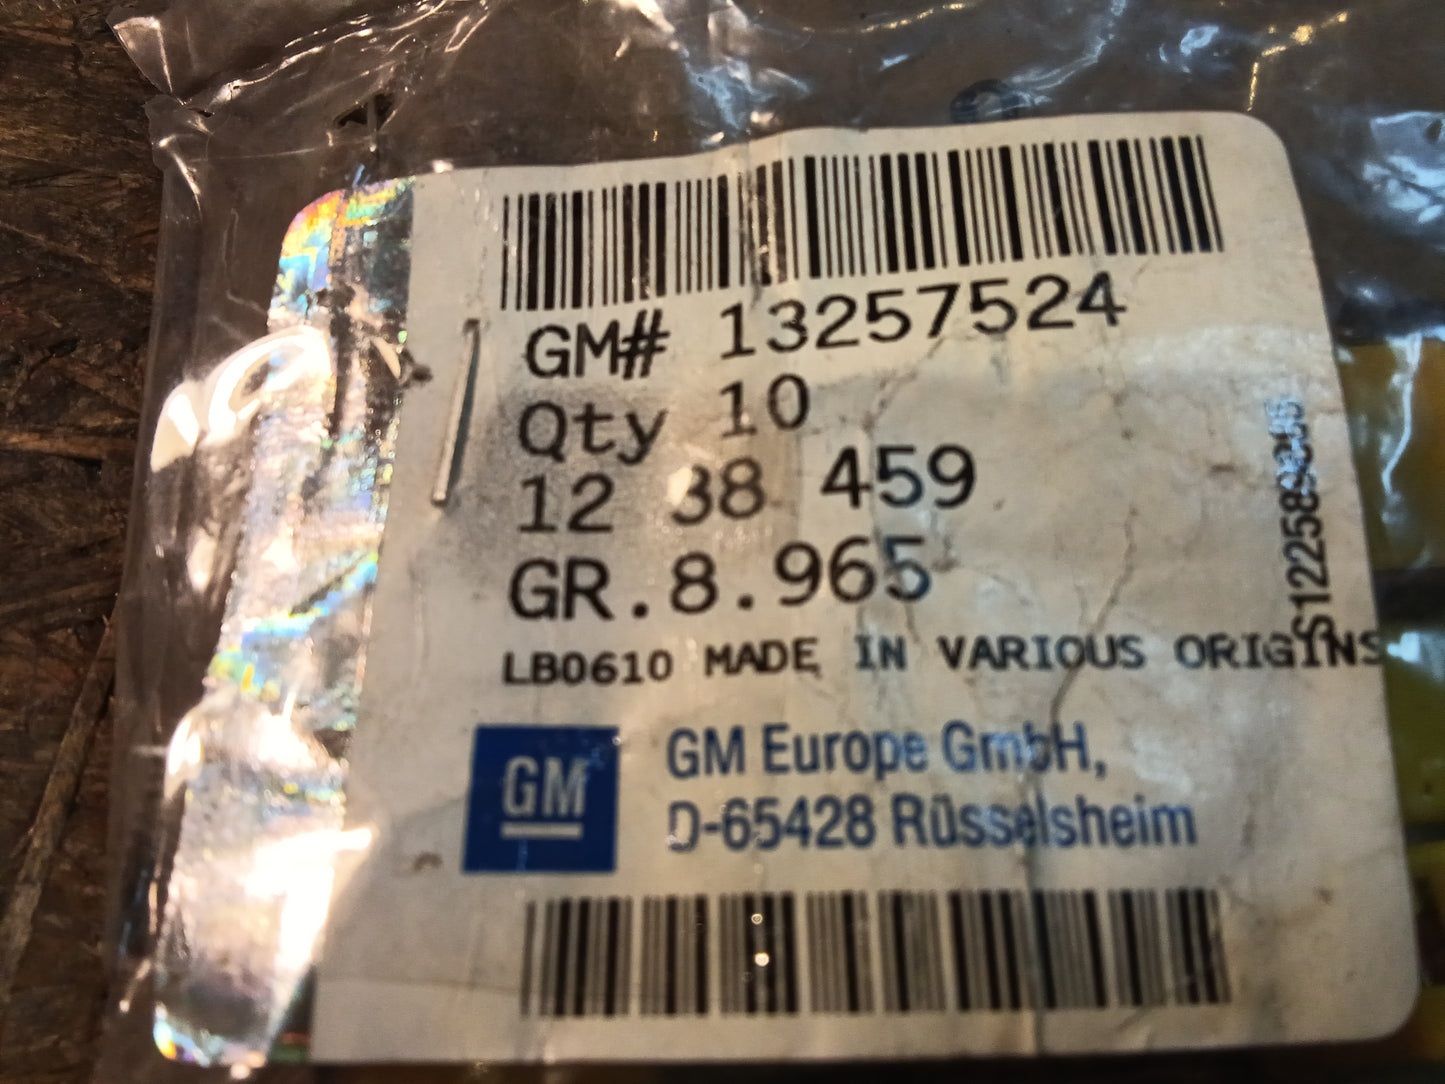 GM# 13257524
Qty 10
12 38 459
GR.8.965
LB0610 MADE IN VARIOUS ORIGINS
GM
GM Europe GmbH,
D-65428 Rüsselsheim